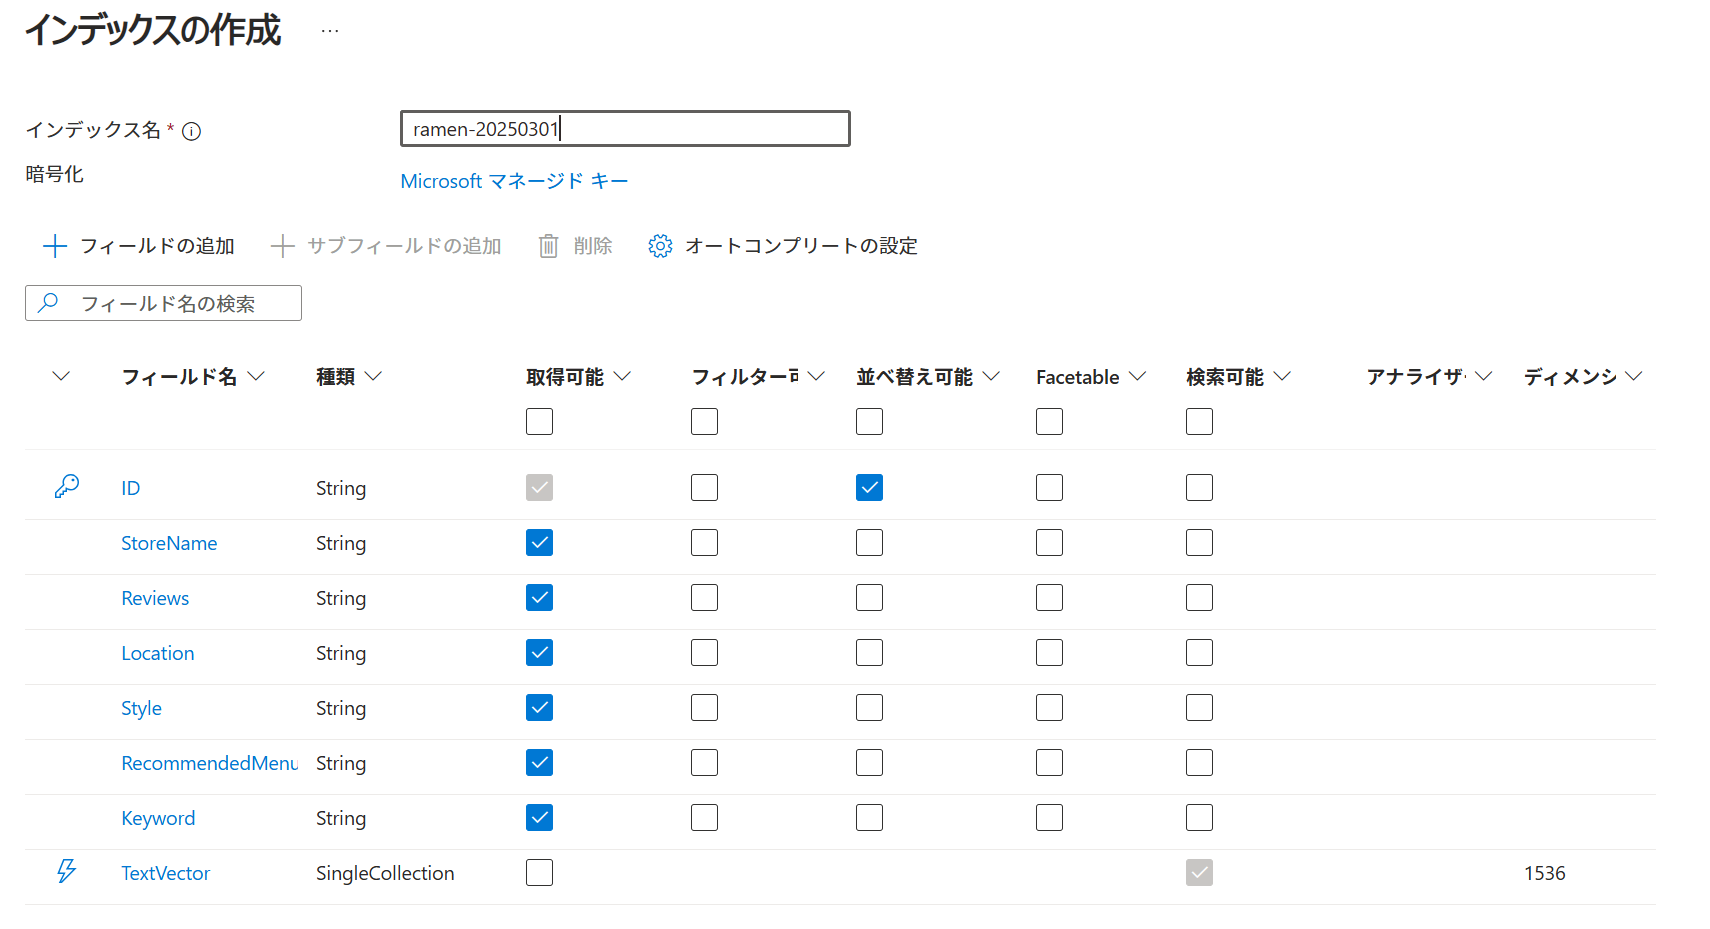 インデックスの作成 …
インデックス名 *
ramen-20250301
暗号化
Microsoft マネージド キー
フィールドの追加 サブフィールドの追加 削除 オートコンプリートの設定
フィールド名の検索
フィールド名 種類 取得可能 フィルター可 並べ替え可能 Facetable 検索可能 アナライザー ディメンシ
ID String
StoreName String
Reviews String
Location String
Style String
RecommendedMenu String
Keyword String
TextVector SingleCollection 1536